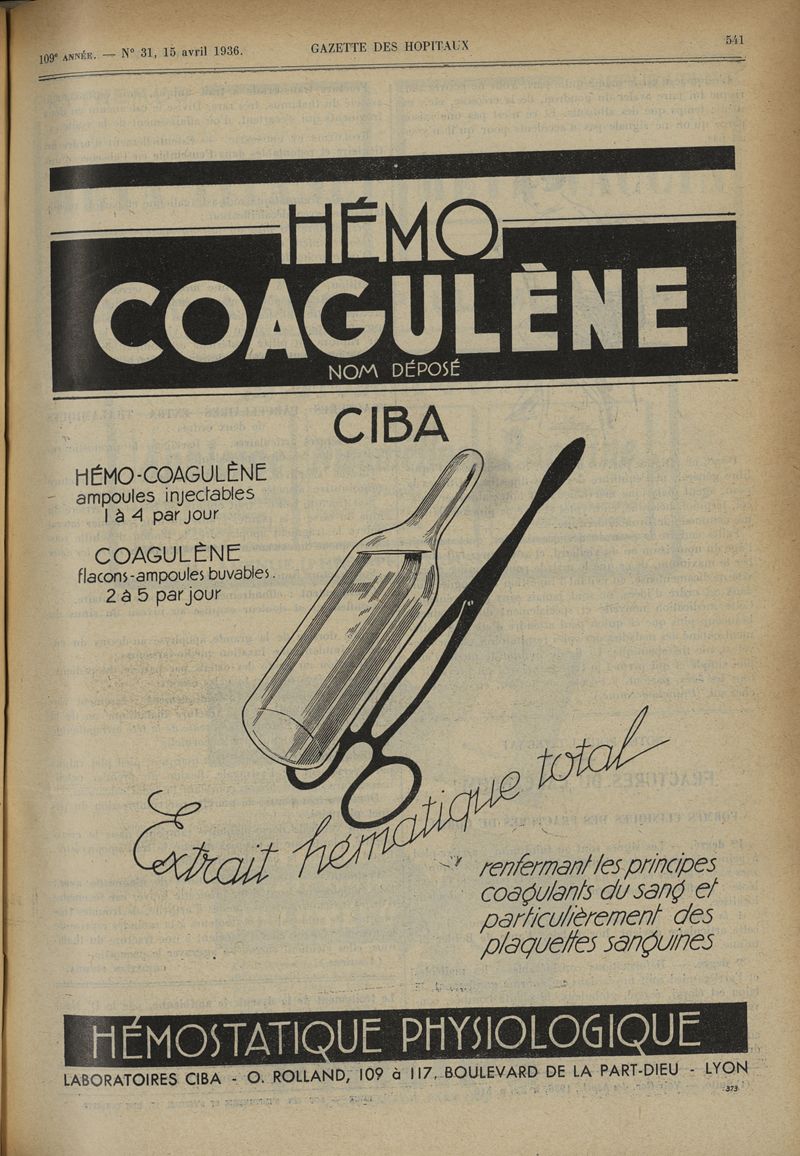 109e ANNÉE. — No 31, 15 avril 1936.
GAZETTE DES HOPITAUX
541
HÉMO
COAGULÈNE
NOM DÉPOSÉ
CIBA
HÉMO-COAGULÈNE
ampoules injectables
1 à 4 par jour
COAGULÈNE
flacons-ampoules buvables.
2 à 5 par jour
Extrait hématique total
renfermant les principes
coagulants du sang et
particulièrement des
plaquettes sanguines
HÉMOSTATIQUE PHYSIOLOGIQUE
LABORATOIRES CIBA - O. ROLLAND, 109 à 117, BOULEVARD DE LA PART-DIEU - LYON
373